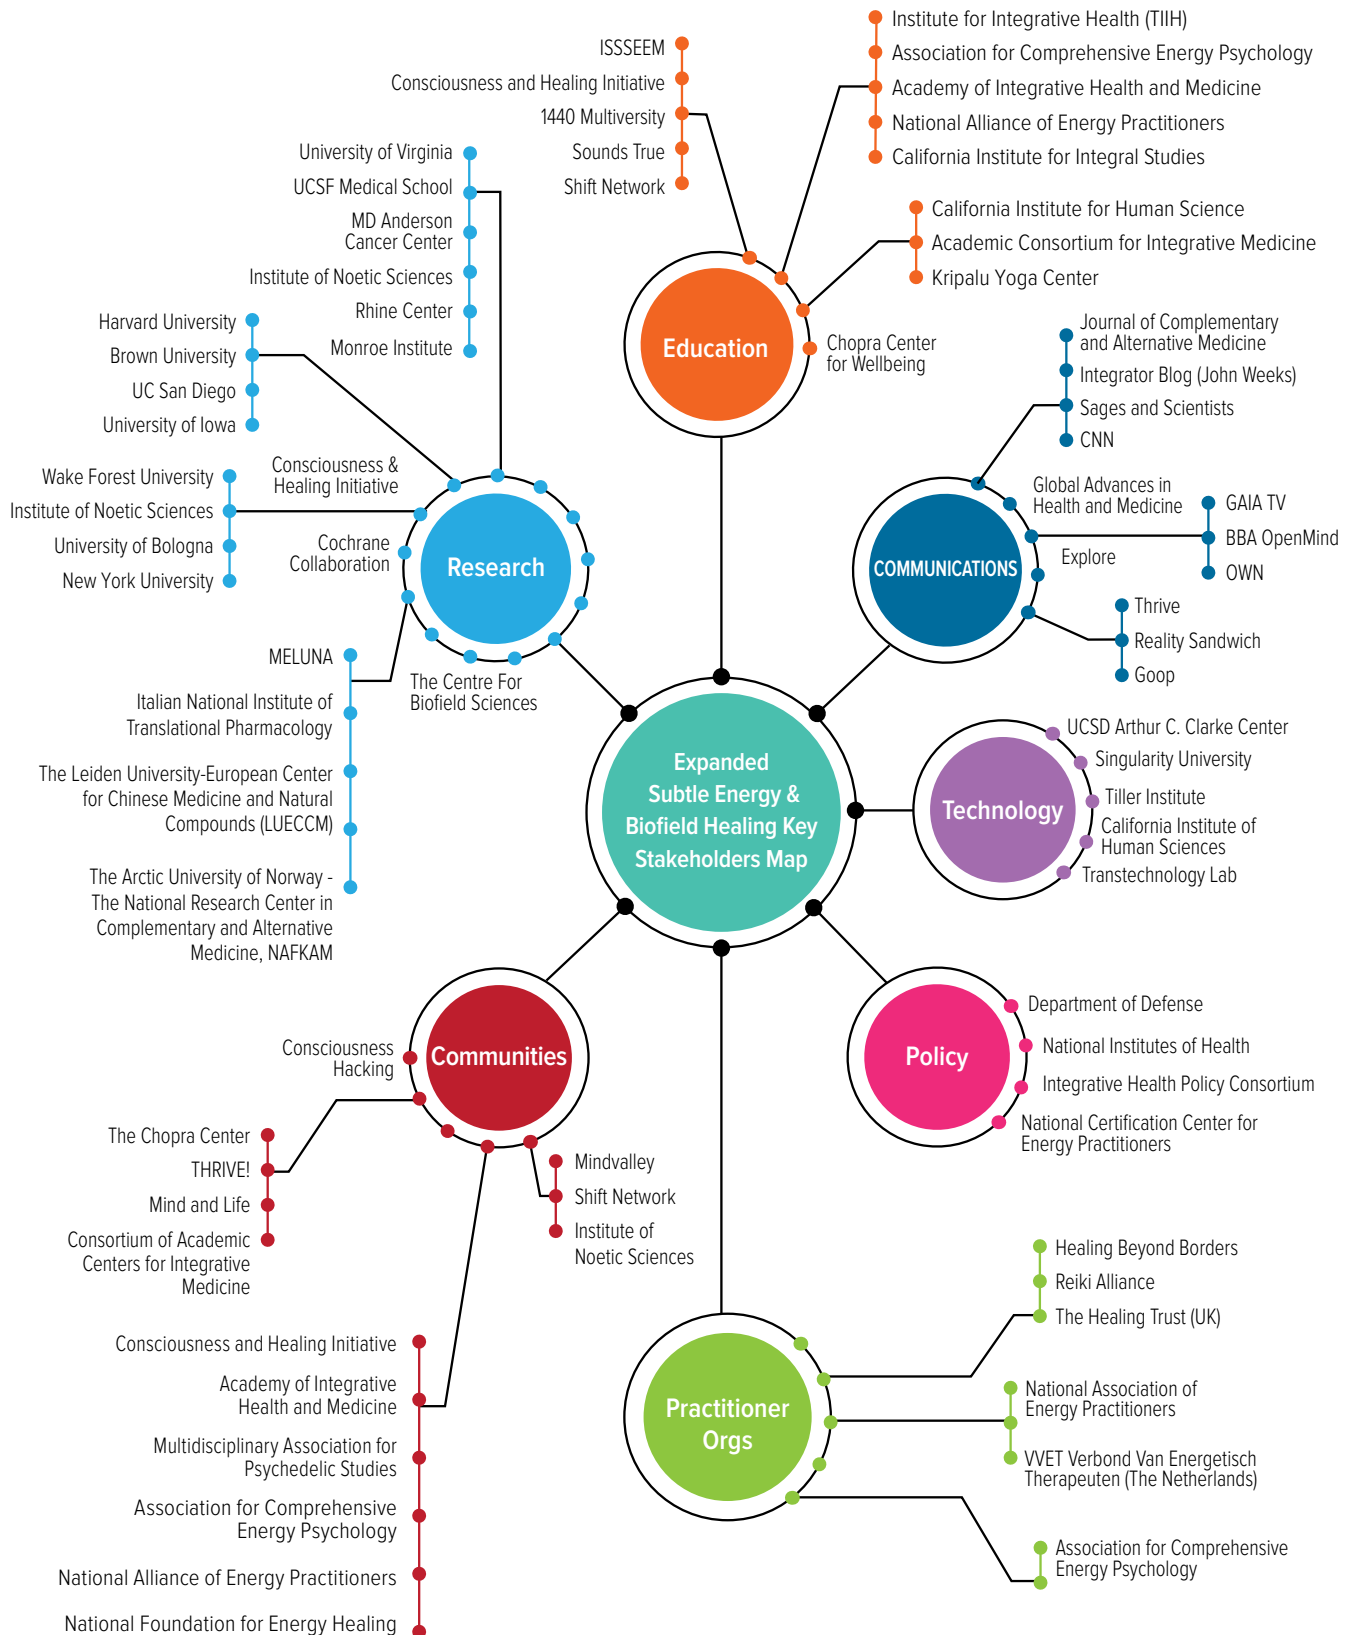 Expanded
Subtle Energy &
Biofield Healing Key
Stakeholders Map
Education
ISSSEEM
Consciousness and Healing Initiative
1440 Multiversity
Sounds True
Shift Network
Institute for Integrative Health (TIIH)
Association for Comprehensive Energy Psychology
Academy of Integrative Health and Medicine
National Alliance of Energy Practitioners
California Institute for Integral Studies
California Institute for Human Science
Academic Consortium for Integrative Medicine
Kripalu Yoga Center
Chopra Center
for Wellbeing
COMMUNICATIONS
Journal of Complementary
and Alternative Medicine
Integrator Blog (John Weeks)
Sages and Scientists
CNN
Global Advances in
Health and Medicine
GAIA TV
BBA OpenMind
OWN
Explore
Thrive
Reality Sandwich
Goop
Technology
UCSD Arthur C. Clarke Center
Singularity University
Tiller Institute
California Institute of
Human Sciences
Transtechnology Lab
Policy
Department of Defense
National Institutes of Health
Integrative Health Policy Consortium
National Certification Center for
Energy Practitioners
Practitioner
Orgs
Healing Beyond Borders
Reiki Alliance
The Healing Trust (UK)
National Association of
Energy Practitioners
VVET Verbond Van Energetisch
Therapeuten (The Netherlands)
Association for Comprehensive
Energy Psychology
Communities
Consciousness
Hacking
The Chopra Center
THRIVE!
Mind and Life
Consortium of Academic
Centers for Integrative
Medicine
Mindvalley
Shift Network
Institute of
Noetic Sciences
Consciousness and Healing Initiative
Academy of Integrative
Health and Medicine
Multidisciplinary Association for
Psychedelic Studies
Association for Comprehensive
Energy Psychology
National Alliance of Energy Practitioners
National Foundation for Energy Healing
Research
University of Virginia
UCSF Medical School
MD Anderson
Cancer Center
Institute of Noetic Sciences
Rhine Center
Monroe Institute
Harvard University
Brown University
UC San Diego
University of Iowa
Consciousness &
Healing Initiative
Wake Forest University
Institute of Noetic Sciences
University of Bologna
New York University
Cochrane
Collaboration
MELUNA
Italian National Institute of
Translational Pharmacology
The Leiden University-European Center
for Chinese Medicine and Natural
Compounds (LUECCM)
The Arctic University of Norway -
The National Research Center in
Complementary and Alternative
Medicine, NAFKAM
The Centre For
Biofield Sciences